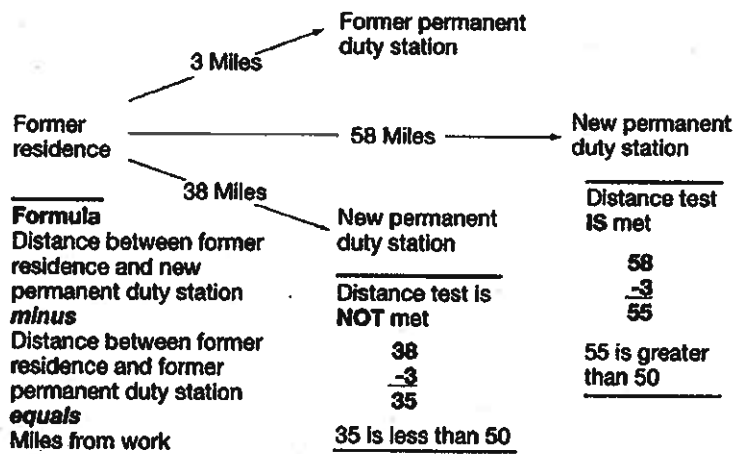 Former permanent
duty station
3 Miles
Former
residence
58 Miles
New permanent
duty station
38 Miles
New permanent
duty station
Formula
Distance between former
residence and new
permanent duty station
minus
Distance between former
residence and former
permanent duty station
equals
Miles from work
Distance test is
NOT met
38
-3
35
35 is less than 50
Distance test
IS met
58
-3
55
55 is greater
than 50